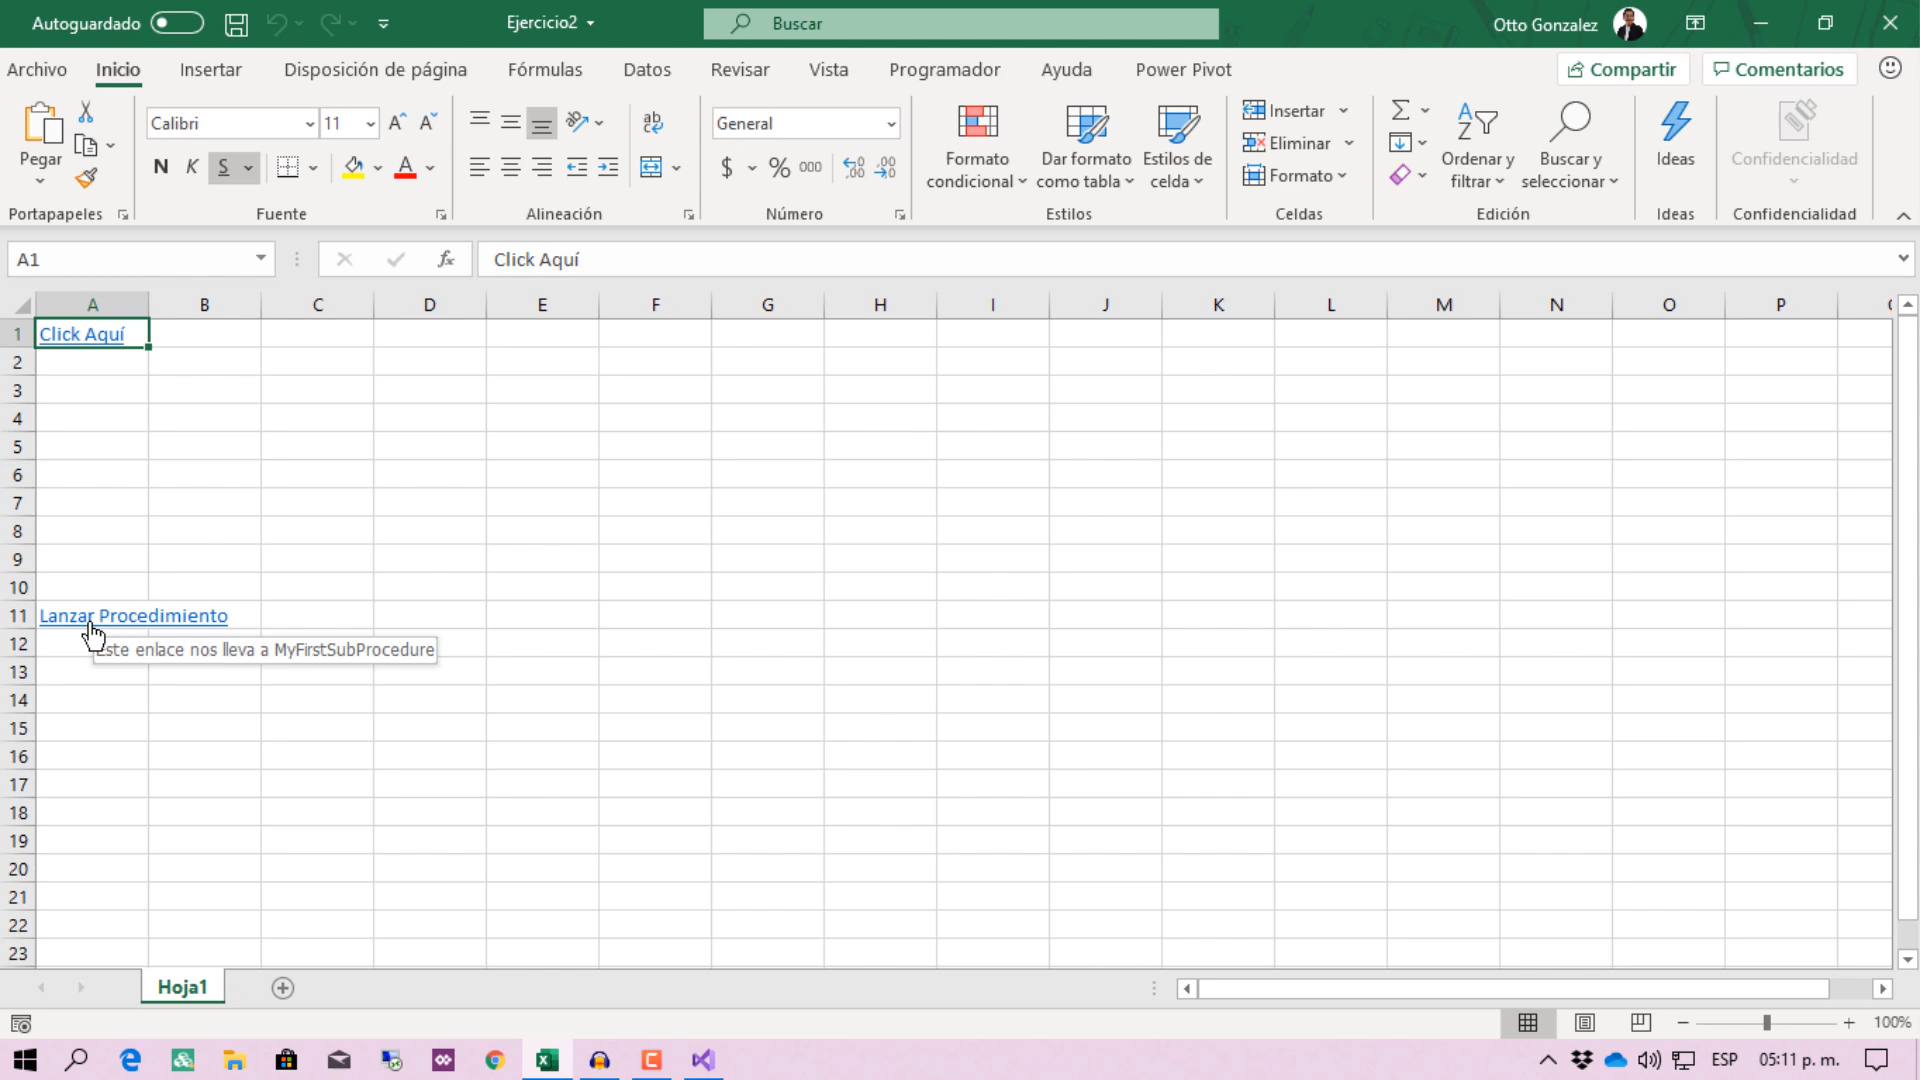 Autoguardado Ejercicio2 Buscar Otto Gonzalez
Archivo Inicio Insertar Disposición de página Fórmulas Datos Revisar Vista Programador Ayuda Power Pivot Compartir Comentarios
Pegar
Portapapeles
Calibri 11
N K S A
Fuente
ab
Alineación
General
$ % 000
Número
Formato condicional
Dar formato como tabla
Estilos de celda
Estilos
Insertar
Eliminar
Formato
Celdas
Ordenar y filtrar
Buscar y seleccionar
Edición
Ideas
Ideas
Confidencialidad
Confidencialidad
A1 fx Click Aquí
A B C D E F G H I J K L M N O P
1 Click Aquí
2
3
4
5
6
7
8
9
10
11 Lanzar Procedimiento
12 Este enlace nos lleva a MyFirstSubProcedure
13
14
15
16
17
18
19
20
21
22
23
Hoja1
100%
ESP 05:11 p. m.